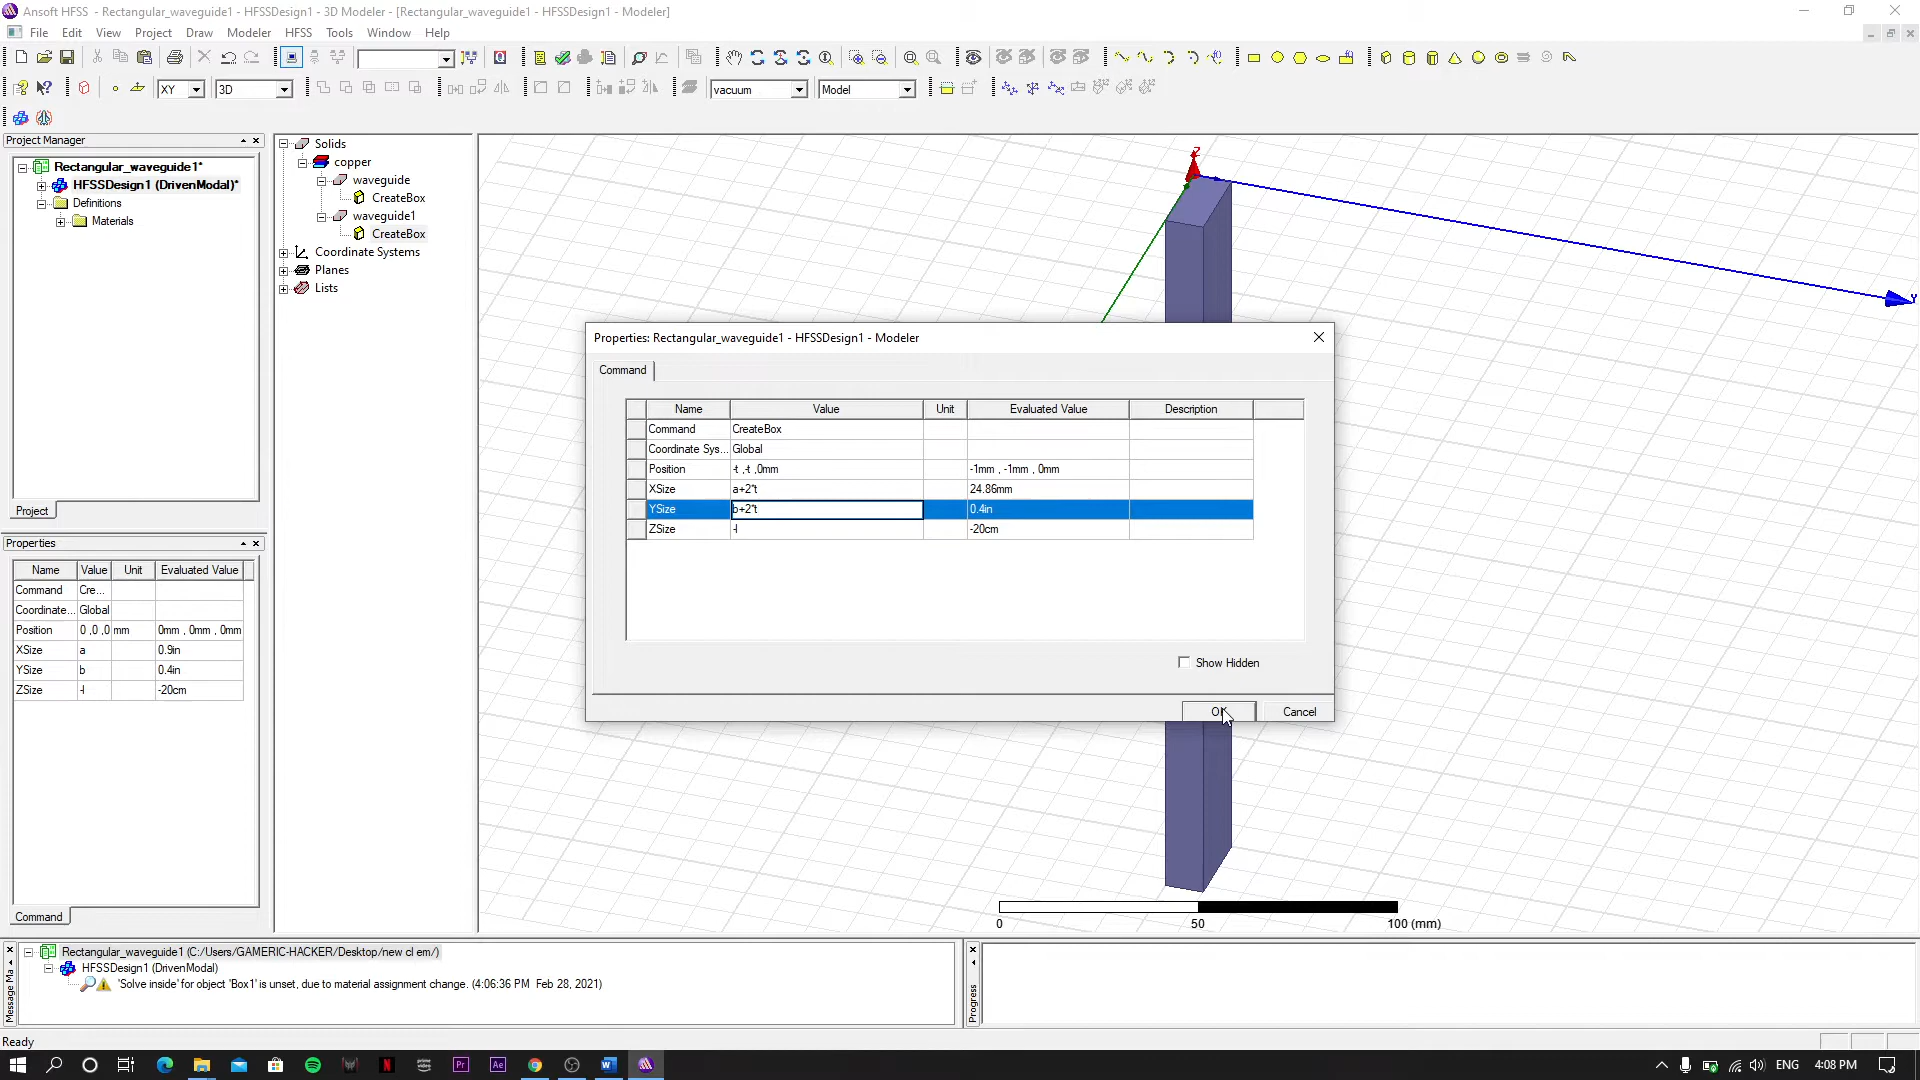 Ansoft HFSS - Rectangular_waveguide1 - HFSSDesign1 - 3D Modeler - [Rectangular_waveguide1 - HFSSDesign1 - Modeler]
File Edit View Project Draw Modeler HFSS Tools Window Help
XY 3D vacuum Model
Project Manager
Rectangular_waveguide1*
HFSSDesign1 (DrivenModal)*
Definitions
Materials
Project
Solids
copper
waveguide
CreateBox
waveguide1
CreateBox
Coordinate Systems
Planes
Lists
Z
Y
Properties: Rectangular_waveguide1 - HFSSDesign1 - Modeler
Command
Name Value Unit Evaluated Value Description
Command CreateBox
Coordinate Sys... Global
Position -t ,-t ,0mm -1mm , -1mm , 0mm
XSize a+2*t 24.86mm
YSize b+2*t 0.4in
ZSize -l -20cm
Show Hidden
OK Cancel
Properties
Name Value Unit Evaluated Value
Command Cre...
Coordinate... Global
Position 0 ,0 ,0 mm 0mm , 0mm , 0mm
XSize a 0.9in
YSize b 0.4in
ZSize -l -20cm
Command
0 50 100 (mm)
Message Ma
Rectangular_waveguide1 (C:/Users/GAMERIC-HACKER/Desktop/new cl em/)
HFSSDesign1 (DrivenModal)
'Solve inside' for object 'Box1' is unset, due to material assignment change. (4:06:36 PM Feb 28, 2021)
Progress
Ready
Pr Ae ENG 4:08 PM